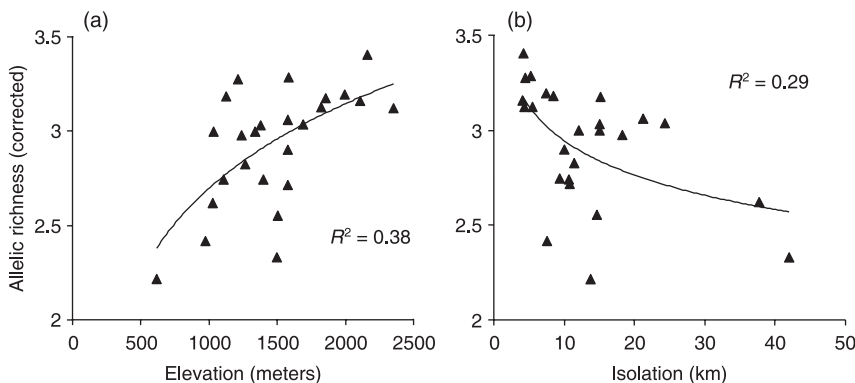 (a)
3.5
3
2.5
2
Allelic richness (corrected)
R² = 0.38
0 500 1000 1500 2000 2500
Elevation (meters)
(b)
3.5
3
2.5
2
R² = 0.29
0 10 20 30 40 50
Isolation (km)